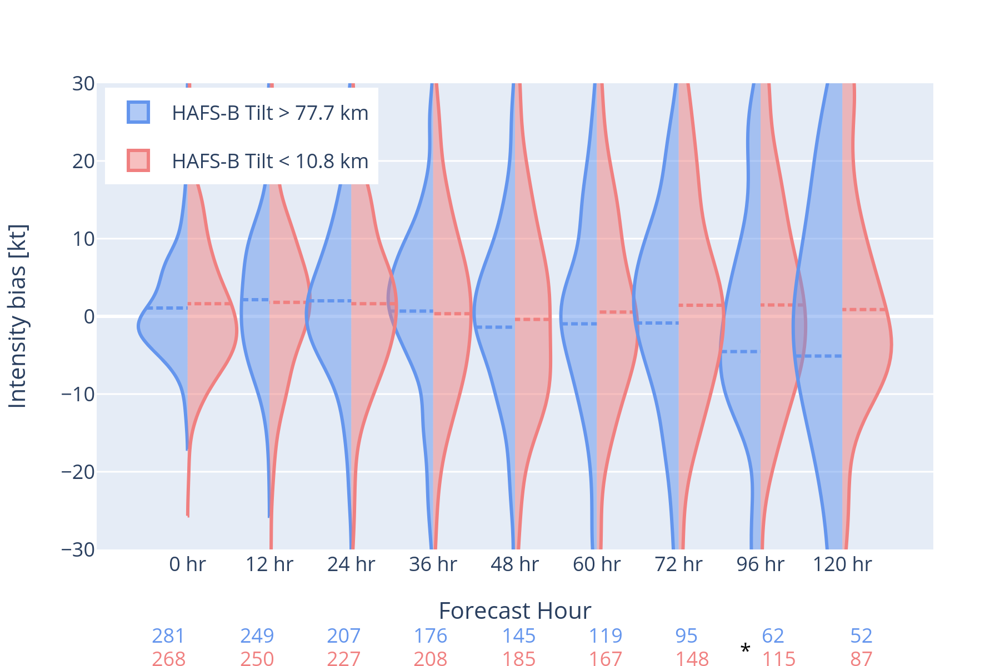 30
20
10
0
−10
−20
−30
Intensity bias [kt]
HAFS-B Tilt > 77.7 km
HAFS-B Tilt < 10.8 km
0 hr 12 hr 24 hr 36 hr 48 hr 60 hr 72 hr 96 hr 120 hr
Forecast Hour
281 249 207 176 145 119 95 62 52
268 250 227 208 185 167 148 * 115 87